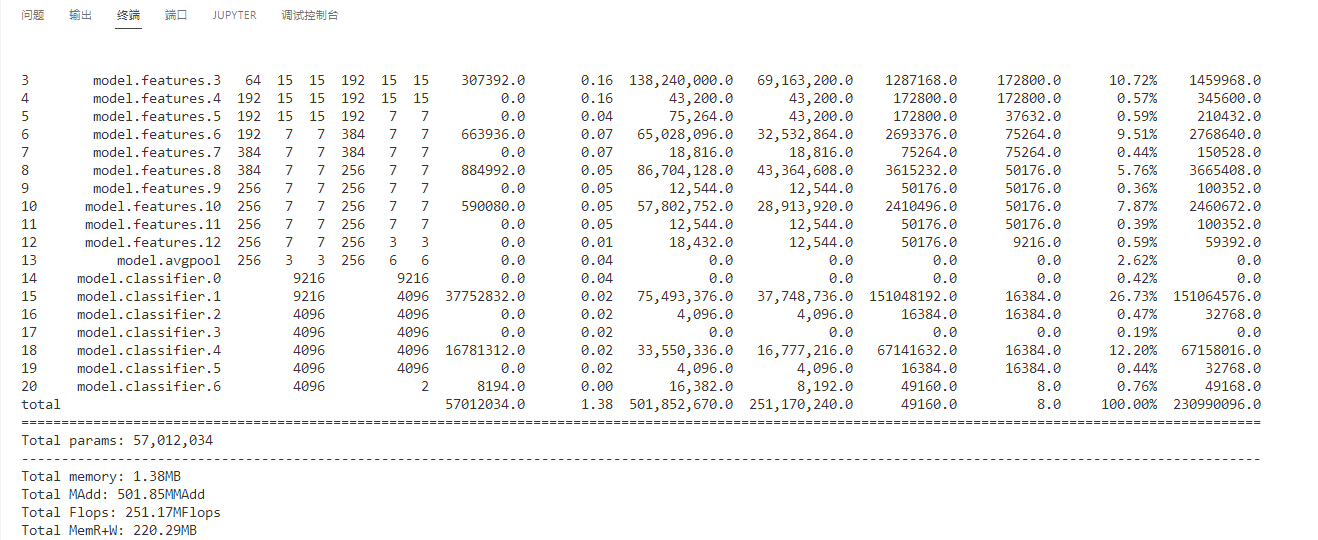 问题 输出 终端 端口 JUPYTER 调试控制台
3 model.features.3 64 15 15 192 15 15 307392.0 0.16 138,240,000.0 69,163,200.0 1287168.0 172800.0 10.72% 1459968.0
4 model.features.4 192 15 15 192 15 15 0.0 0.16 43,200.0 43,200.0 172800.0 172800.0 0.57% 345600.0
5 model.features.5 192 15 15 192 7 7 0.0 0.04 75,264.0 43,200.0 172800.0 37632.0 0.59% 210432.0
6 model.features.6 192 7 7 384 7 7 663936.0 0.07 65,028,096.0 32,532,864.0 2693376.0 75264.0 9.51% 2768640.0
7 model.features.7 384 7 7 384 7 7 0.0 0.07 18,816.0 18,816.0 75264.0 75264.0 0.44% 150528.0
8 model.features.8 384 7 7 256 7 7 884992.0 0.05 86,704,128.0 43,364,608.0 3615232.0 50176.0 5.76% 3665408.0
9 model.features.9 256 7 7 256 7 7 0.0 0.05 12,544.0 12,544.0 50176.0 50176.0 0.36% 100352.0
10 model.features.10 256 7 7 256 7 7 590080.0 0.05 57,802,752.0 28,913,920.0 2410496.0 50176.0 7.87% 2460672.0
11 model.features.11 256 7 7 256 7 7 0.0 0.05 12,544.0 12,544.0 50176.0 50176.0 0.39% 100352.0
12 model.features.12 256 7 7 256 3 3 0.0 0.01 18,432.0 12,544.0 50176.0 9216.0 0.59% 59392.0
13 model.avgpool 256 3 3 256 6 6 0.0 0.04 0.0 0.0 0.0 0.0 2.62% 0.0
14 model.classifier.0 9216 9216 0.0 0.04 0.0 0.0 0.0 0.0 0.42% 0.0
15 model.classifier.1 9216 4096 37752832.0 0.02 75,493,376.0 37,748,736.0 151048192.0 16384.0 26.73% 151064576.0
16 model.classifier.2 4096 4096 0.0 0.02 4,096.0 4,096.0 16384.0 16384.0 0.47% 32768.0
17 model.classifier.3 4096 4096 0.0 0.02 0.0 0.0 0.0 0.0 0.19% 0.0
18 model.classifier.4 4096 4096 16781312.0 0.02 33,550,336.0 16,777,216.0 67141632.0 16384.0 12.20% 67158016.0
19 model.classifier.5 4096 4096 0.0 0.02 4,096.0 4,096.0 16384.0 16384.0 0.44% 32768.0
20 model.classifier.6 4096 2 8194.0 0.00 16,382.0 8,192.0 49160.0 8.0 0.76% 49168.0
total 57012034.0 1.38 501,852,670.0 251,170,240.0 49160.0 8.0 100.00% 230990096.0
Total params: 57,012,034
Total memory: 1.38MB
Total MAdd: 501.85MMAdd
Total Flops: 251.17MFlops
Total MemR+W: 220.29MB